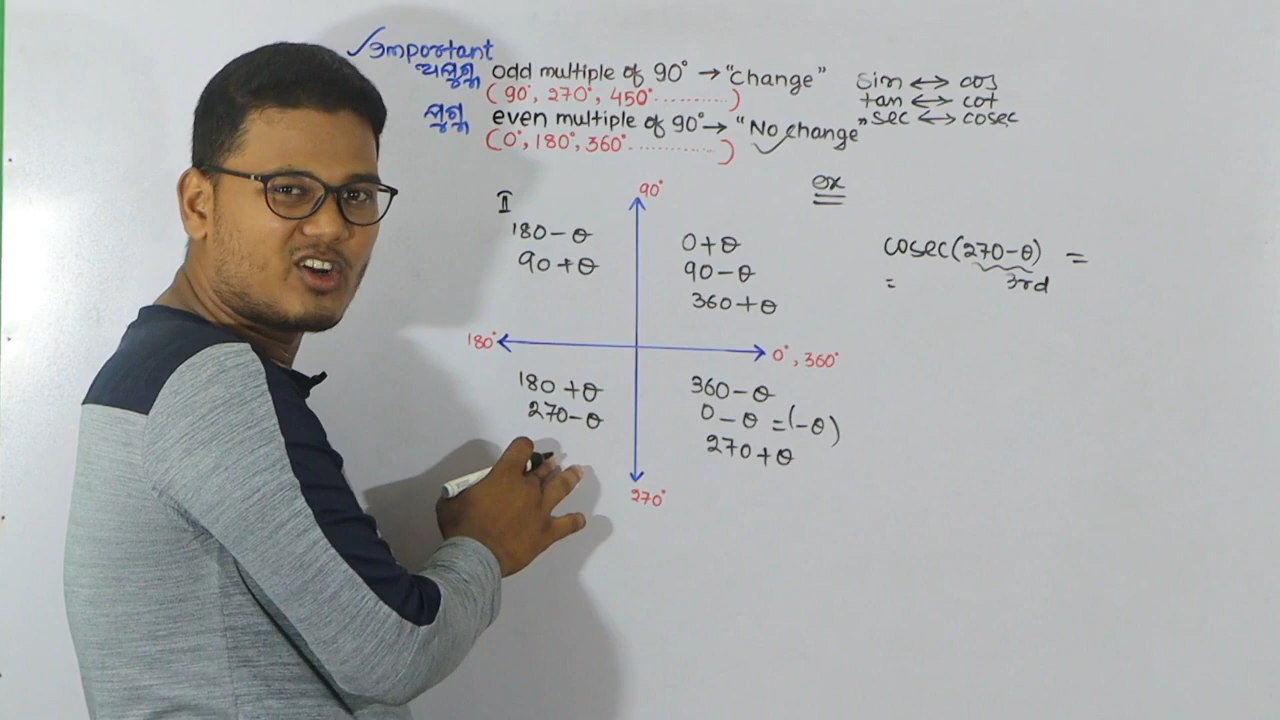 Important
ଅଯୁଗ୍ମ odd multiple of 90° → "change"
(90°, 270°, 450°..........)
ଯୁଗ୍ମ even multiple of 90° → "No change"
(0°, 180°, 360°..........)
sin ↔ cos
tan ↔ cot
sec ↔ cosec
ex
90°
II
180 - θ
90 + θ
0 + θ
90 - θ
360 + θ
180°
0°, 360°
180 + θ
270 - θ
360 - θ
0 - θ = (-θ)
270 + θ
270°
cosec(270-θ) =
= 3rd